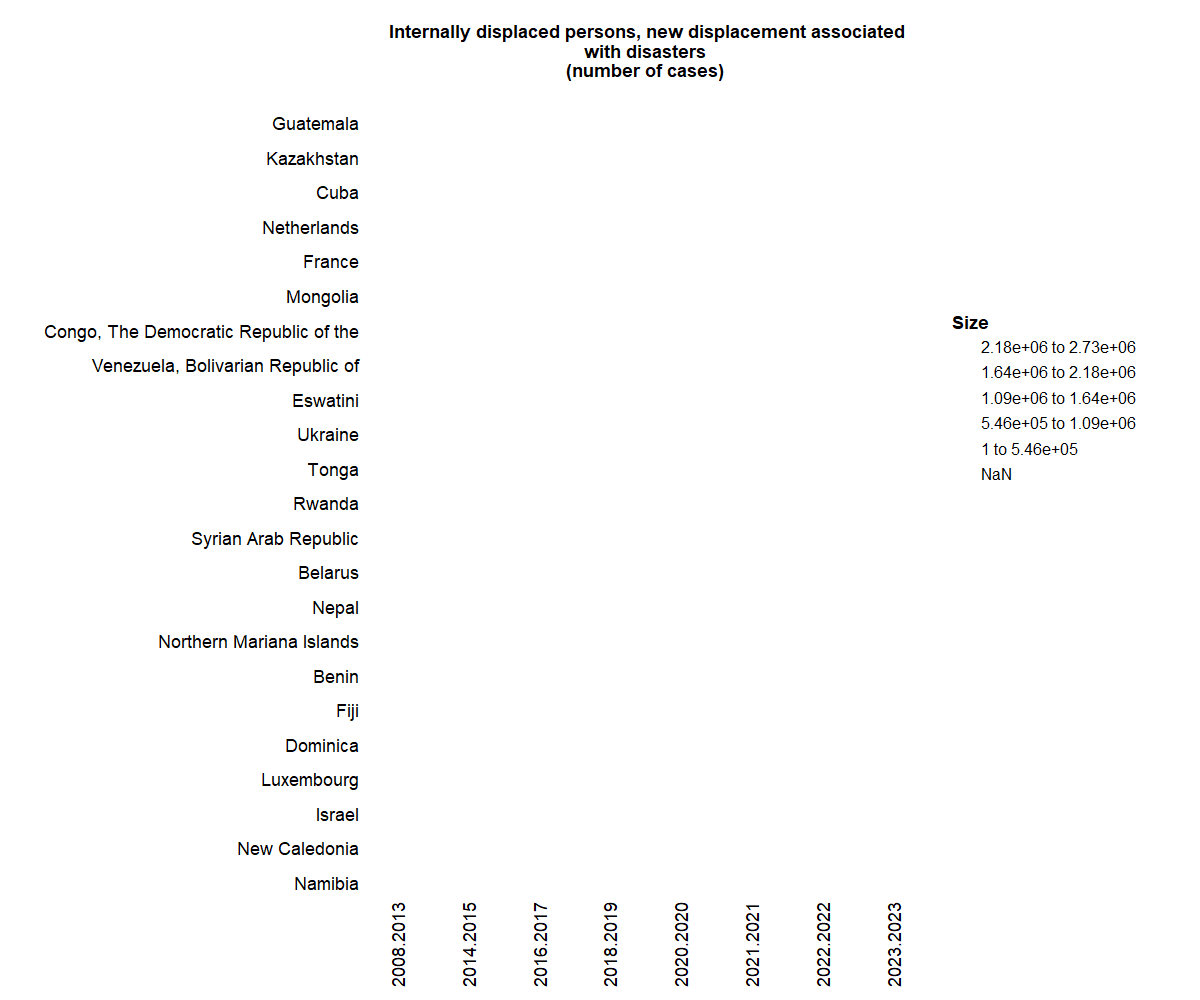 Internally displaced persons, new displacement associated
with disasters
(number of cases)
Guatemala
Kazakhstan
Cuba
Netherlands
France
Mongolia
Congo, The Democratic Republic of the
Venezuela, Bolivarian Republic of
Eswatini
Ukraine
Tonga
Rwanda
Syrian Arab Republic
Belarus
Nepal
Northern Mariana Islands
Benin
Fiji
Dominica
Luxembourg
Israel
New Caledonia
Namibia
Size
2.18e+06 to 2.73e+06
1.64e+06 to 2.18e+06
1.09e+06 to 1.64e+06
5.46e+05 to 1.09e+06
1 to 5.46e+05
NaN
2008.2013
2014.2015
2016.2017
2018.2019
2020.2020
2021.2021
2022.2022
2023.2023